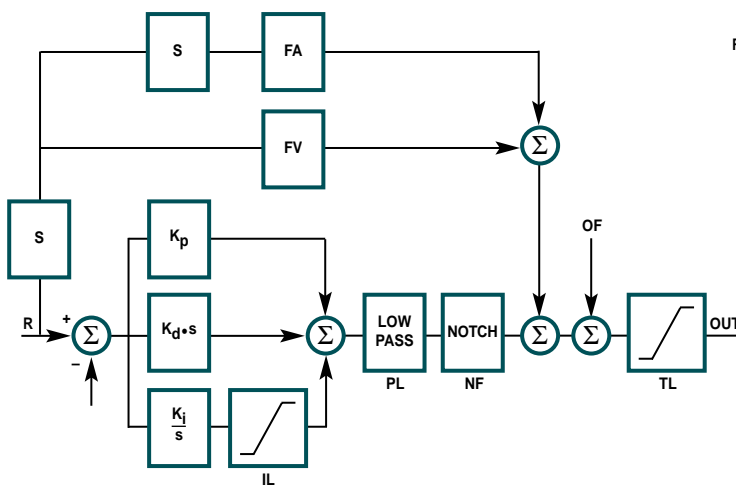 S
FA
F
FV
S
Kp
OF
R
+
Σ
−
Kd•s
Σ
LOW
PASS
NOTCH
Σ
Σ
Σ
OUT
PL
NF
TL
Ki
s
IL